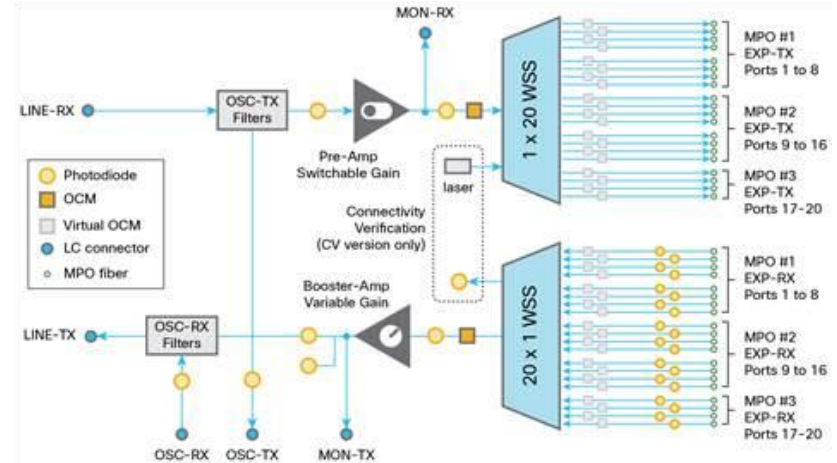 MON-RX
LINE-RX
OSC-TX
Filters
Pre-Amp
Switchable Gain
1 x 20 WSS
MPO #1
EXP-TX
Ports 1 to 8
MPO #2
EXP-TX
Ports 9 to 16
MPO #3
EXP-TX
Ports 17-20
Photodiode
OCM
Virtual OCM
LC connector
MPO fiber
laser
Connectivity
Verification
(CV version only)
Booster-Amp
Variable Gain
LINE-TX
OSC-RX
Filters
20 x 1 WSS
MPO #1
EXP-RX
Ports 1 to 8
MPO #2
EXP-RX
Ports 9 to 16
MPO #3
EXP-RX
Ports 17-20
OSC-RX
OSC-TX
MON-TX